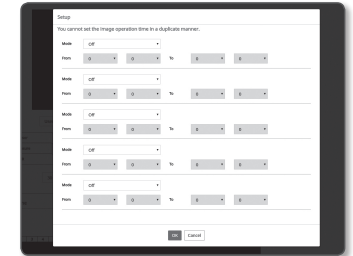 Setup
You cannot set the image operation time in a duplicate manner.
Mode Off
From 0 0 To 0 0
Mode Off
From 0 0 To 0 0
Mode Off
From 0 0 To 0 0
Mode Off
From 0 0 To 0 0
Mode Off
From 0 0 To 0 0
OK Cancel